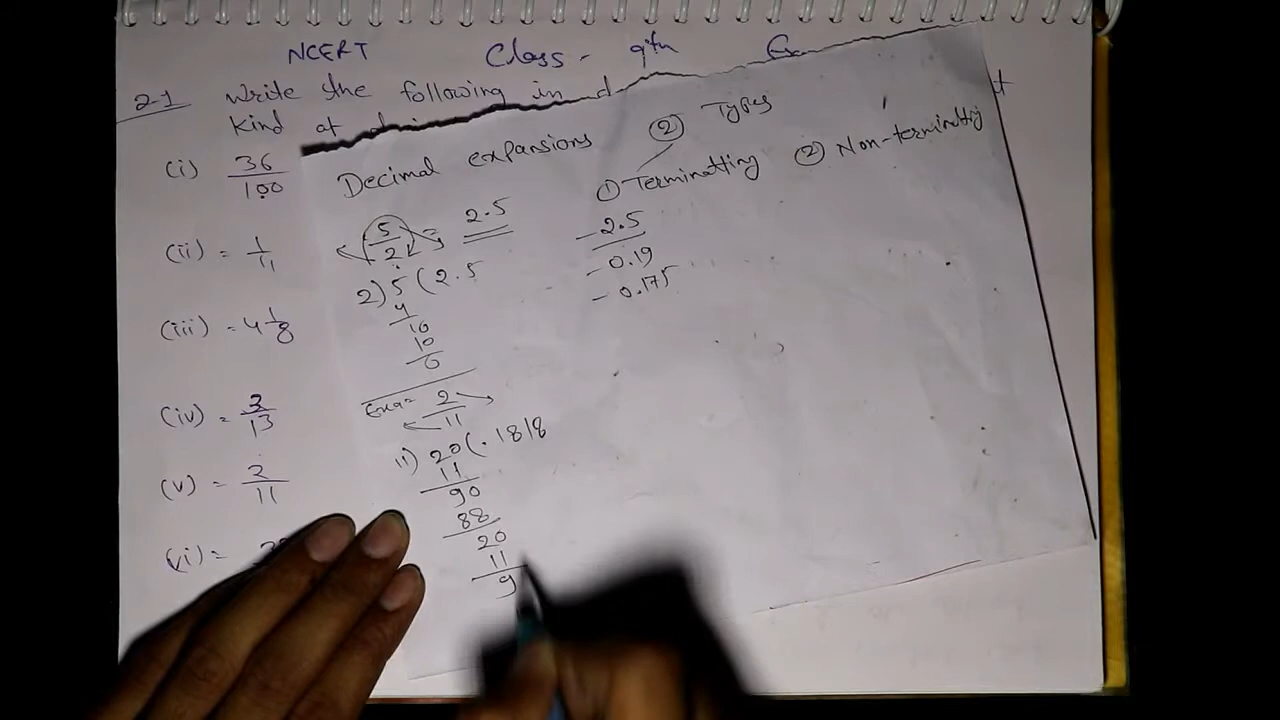 NCERT Class - 9th
2-1 Write the following in d
t
Kind at
(i) 36/100
(ii) = 1/11
(iii) = 4 1/8
(iv) = 3/13
(v) = 2/11
(vi) =
Decimal expansions
② Types
① Terminatting ② Non-terminattig
5/2 = 2.5
2)5(2.5
4
10
10
0
- 2.5
- 0.19
- 0.175
Exa= 2/11
11)20(.1818
11
90
88
20
11
9